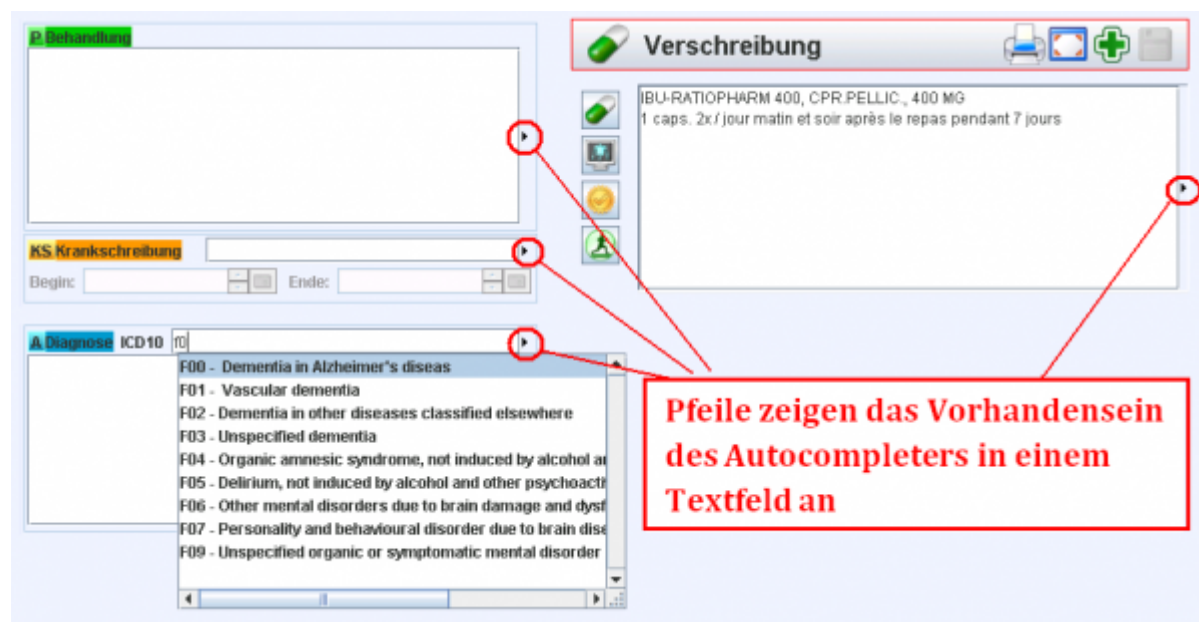 P Behandlung
KS Krankschreibung
Begin:
Ende:
A Diagnose ICD10 f0
F00 - Dementia in Alzheimer's diseas
F01 - Vascular dementia
F02 - Dementia in other diseases classified elsewhere
F03 - Unspecified dementia
F04 - Organic amnesic syndrome, not induced by alcohol a
F05 - Delirium, not induced by alcohol and other psychoacti
F06 - Other mental disorders due to brain damage and dysf
F07 - Personality and behavioural disorder due to brain dise
F09 - Unspecified organic or symptomatic mental disorder
Verschreibung
IBU-RATIOPHARM 400, CPR.PELLIC., 400 MG
1 caps. 2x / jour matin et soir après le repas pendant 7 jours
Pfeile zeigen das Vorhandensein
des Autocompleters in einem
Textfeld an